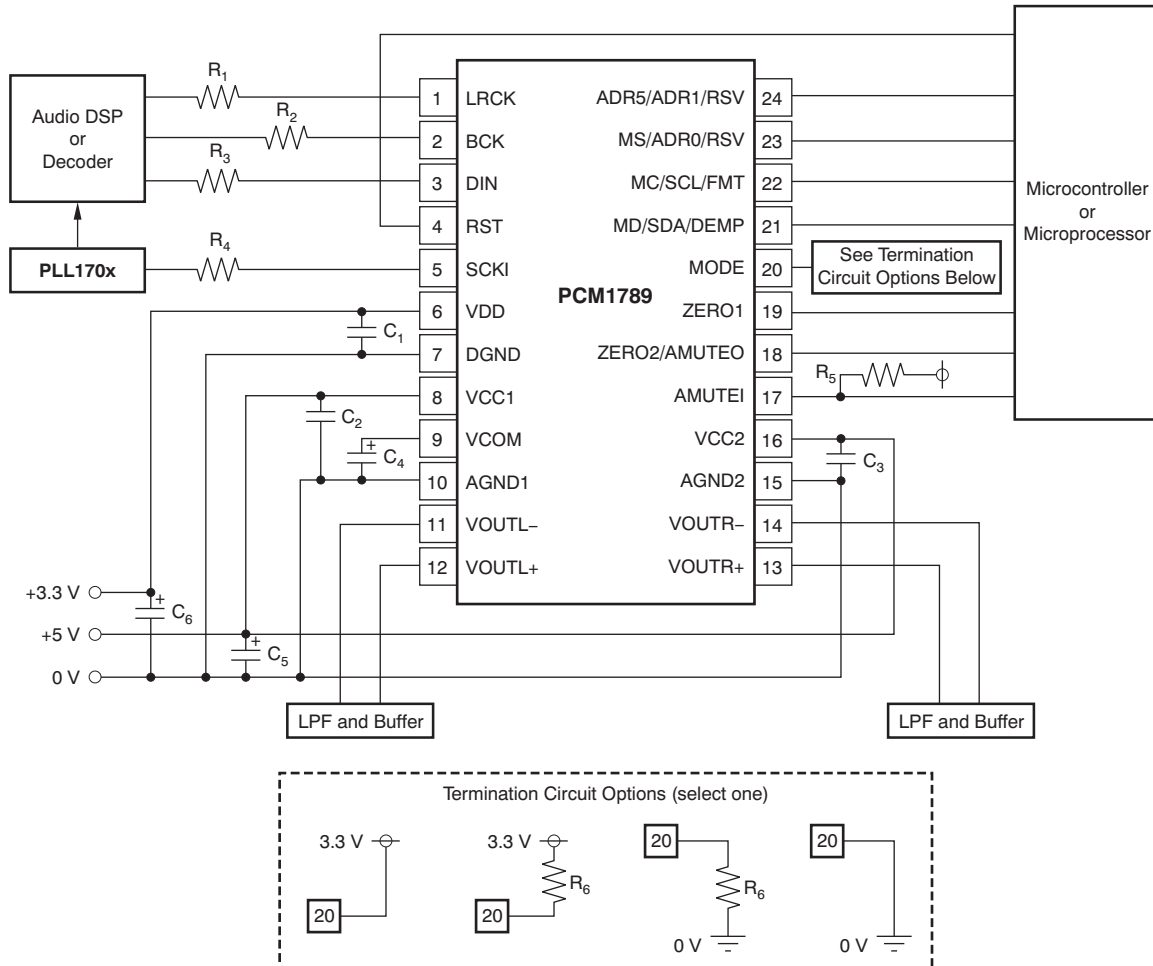 Audio DSP
or
Decoder
PLL170x
R1
R2
R3
R4
1 LRCK
2 BCK
3 DIN
4 RST
5 SCKI
6 VDD
7 DGND
8 VCC1
9 VCOM
10 AGND1
11 VOUTL−
12 VOUTL+
PCM1789
ADR5/ADR1/RSV 24
MS/ADR0/RSV 23
MC/SCL/FMT 22
MD/SDA/DEMP 21
MODE 20
ZERO1 19
ZERO2/AMUTEO 18
AMUTEI 17
VCC2 16
AGND2 15
VOUTR− 14
VOUTR+ 13
Microcontroller
or
Microprocessor
See Termination
Circuit Options Below
R5
C1
C2
+
C4
C3
+3.3 V
+
C6
+5 V
+
C5
0 V
LPF and Buffer
LPF and Buffer
Termination Circuit Options (select one)
3.3 V
20
3.3 V
R6
20
20
R6
0 V
20
0 V